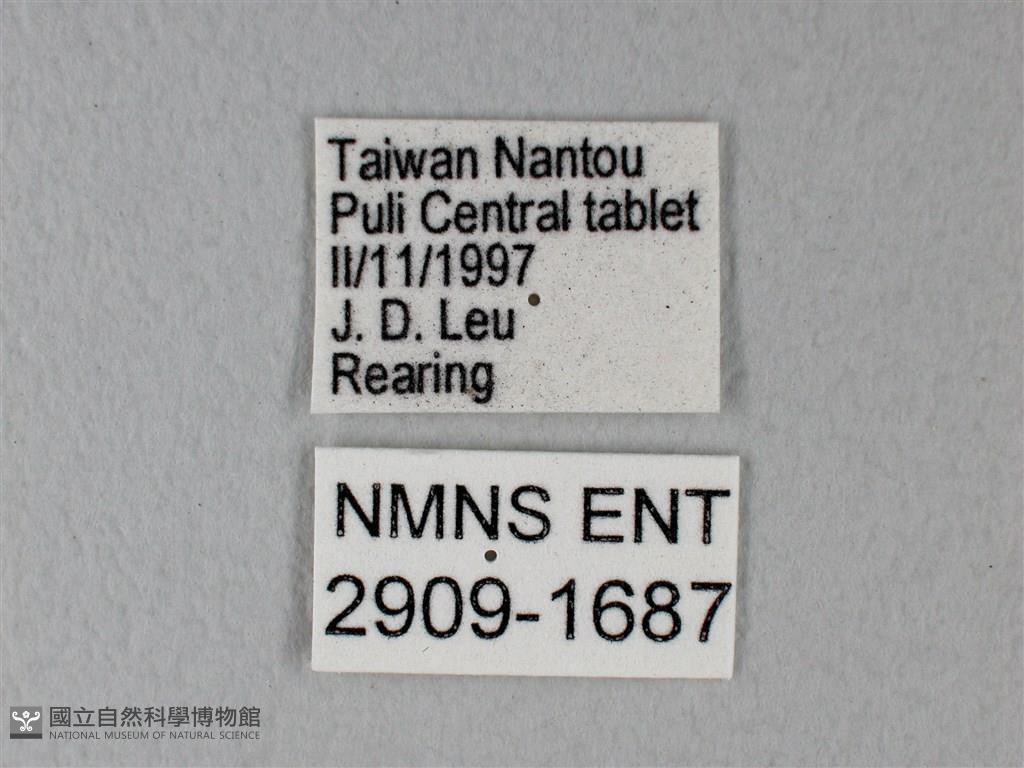 Taiwan Nantou
Puli Central tablet
II/11/1997
J. D. Leu
Rearing
NMNS ENT
2909-1687
國立自然科學博物館
NATIONAL MUSEUM OF NATURAL SCIENCE